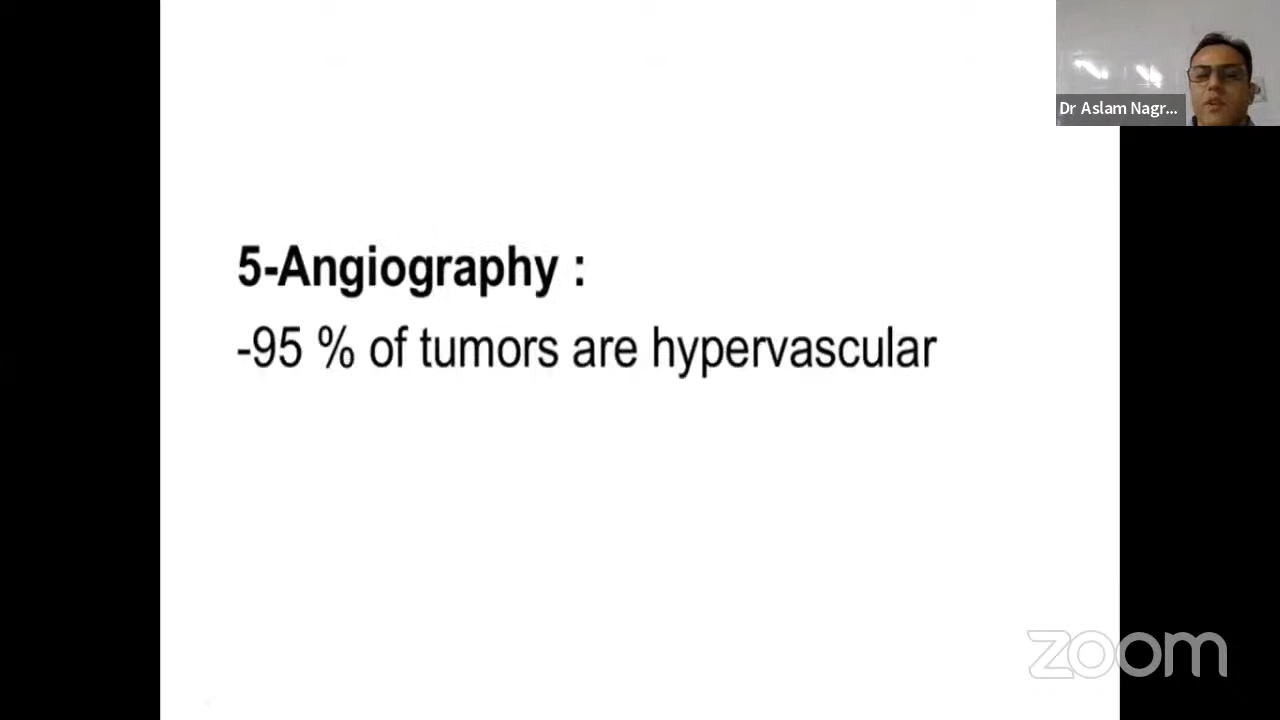 Dr Aslam Nagr...
5-Angiography :
-95 % of tumors are hypervascular
zoom